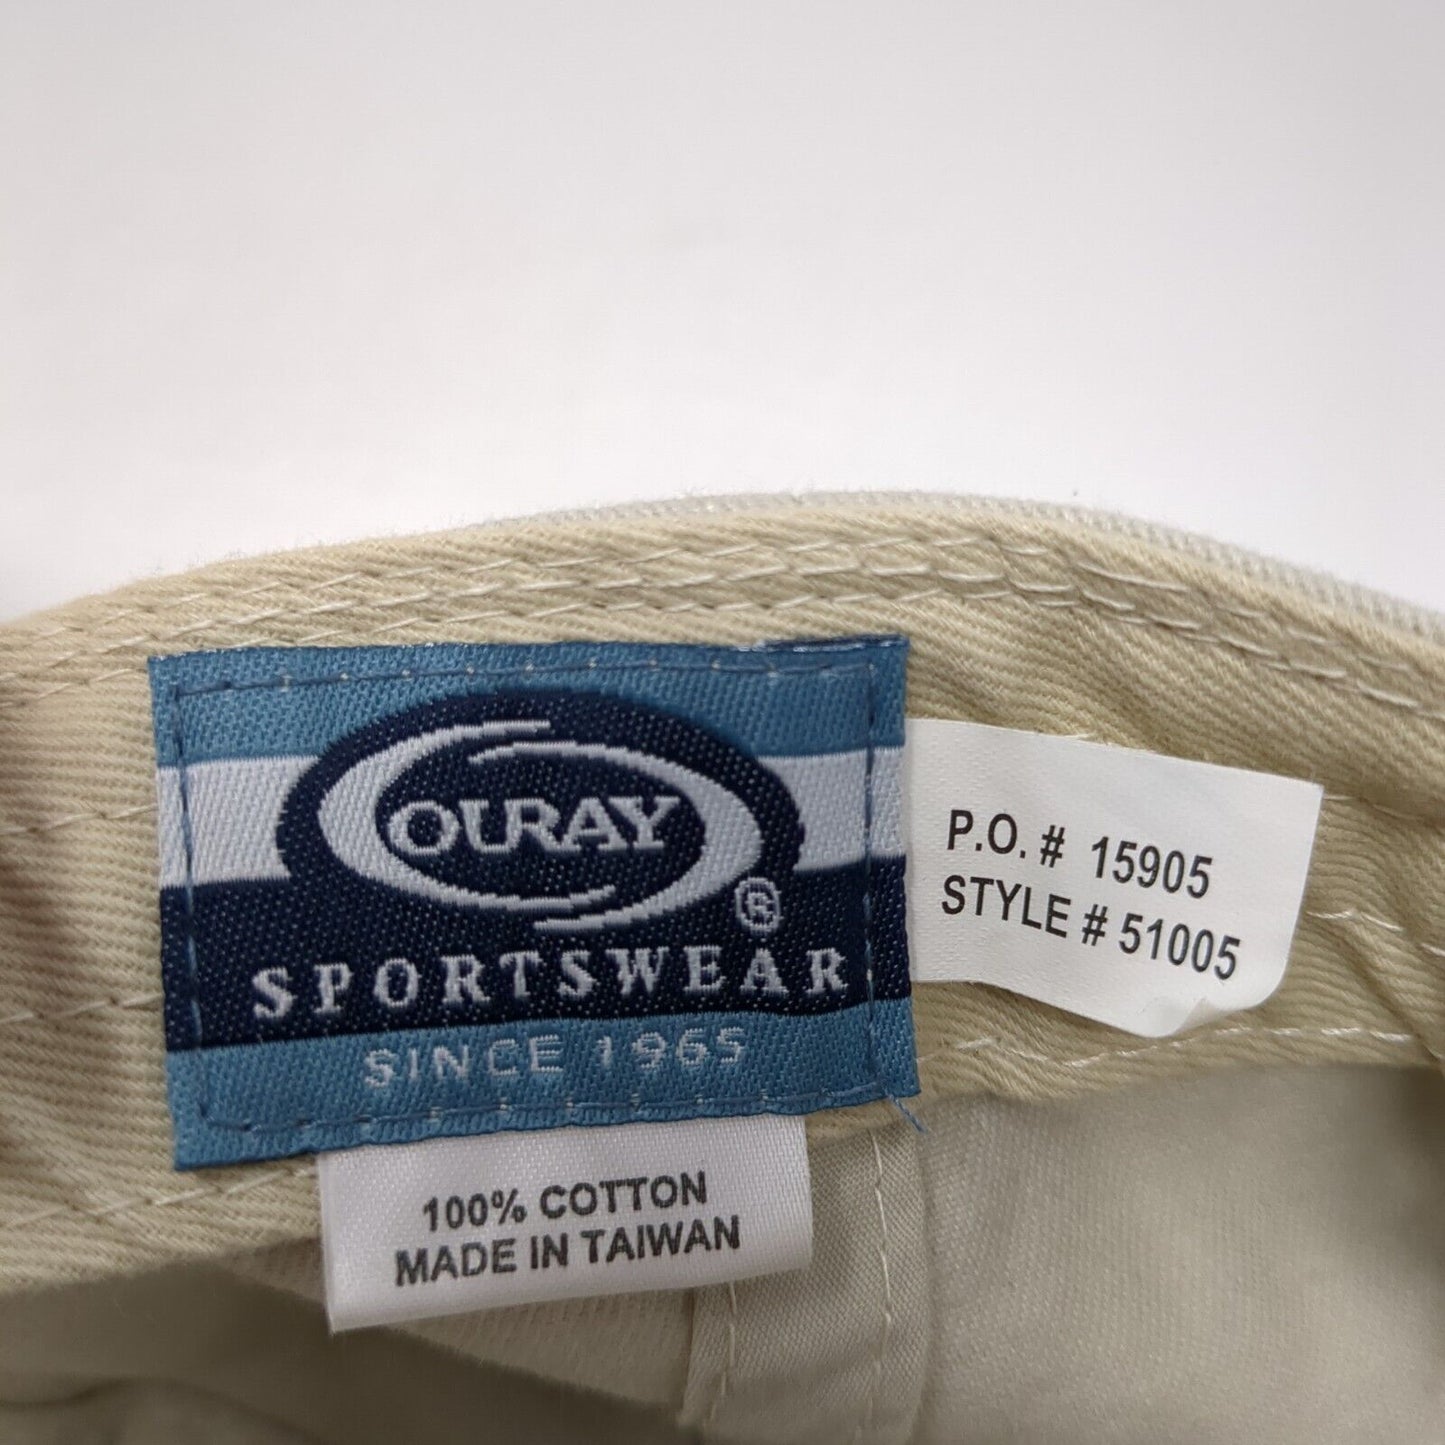 OURAY
®
SPORTSWEAR
SINCE 1965
P.O. # 15905
STYLE # 51005
100% COTTON
MADE IN TAIWAN